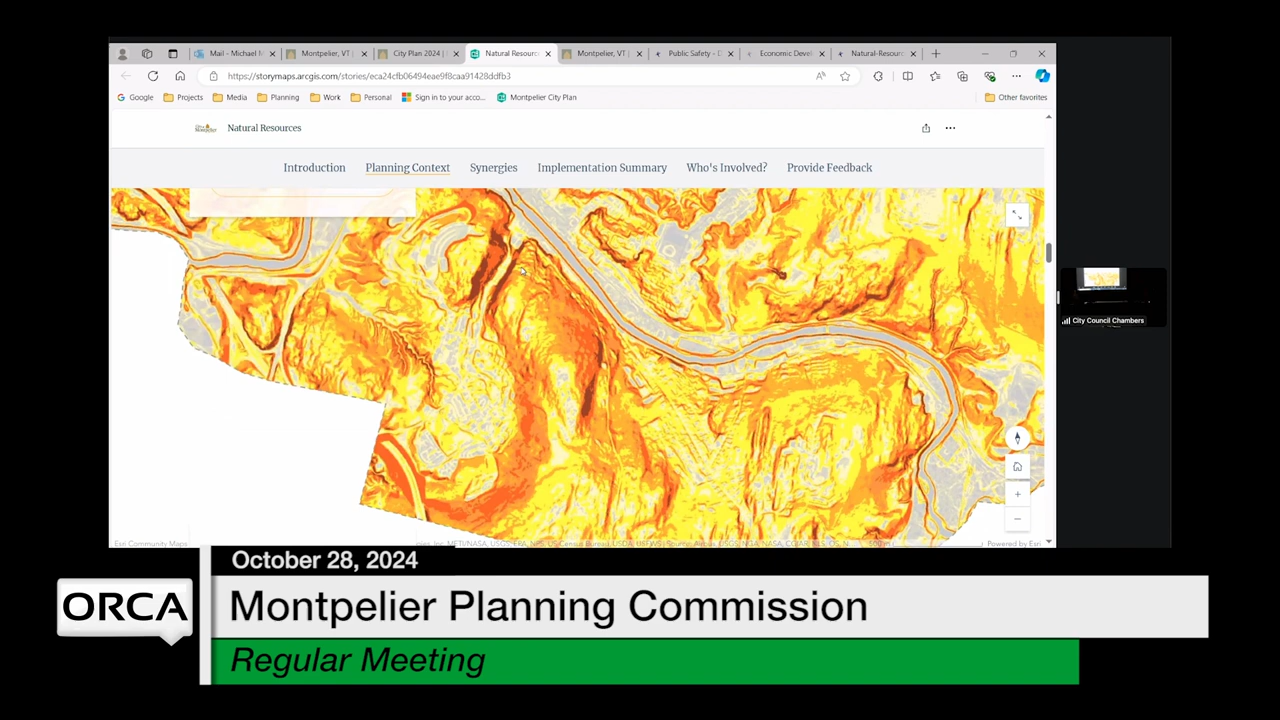 Mail - Michael M
Montpelier, VT |
City Plan 2024 |
Natural Resourc
Montpelier, VT |
Public Safety - D
Economic Devel
Natural-Resourc
https://storymaps.arcgis.com/stories/eca24cfb06494eae9f8caa91428ddfb3
Google
Projects
Media
Planning
Work
Personal
Sign in to your acco...
Montpelier City Plan
Other favorites
Montpelier
Natural Resources
Introduction
Planning Context
Synergies
Implementation Summary
Who's Involved?
Provide Feedback
City Council Chambers
Esri Community Maps
Powered by Esri
October 28, 2024
ORCA
Montpelier Planning Commission
Regular Meeting